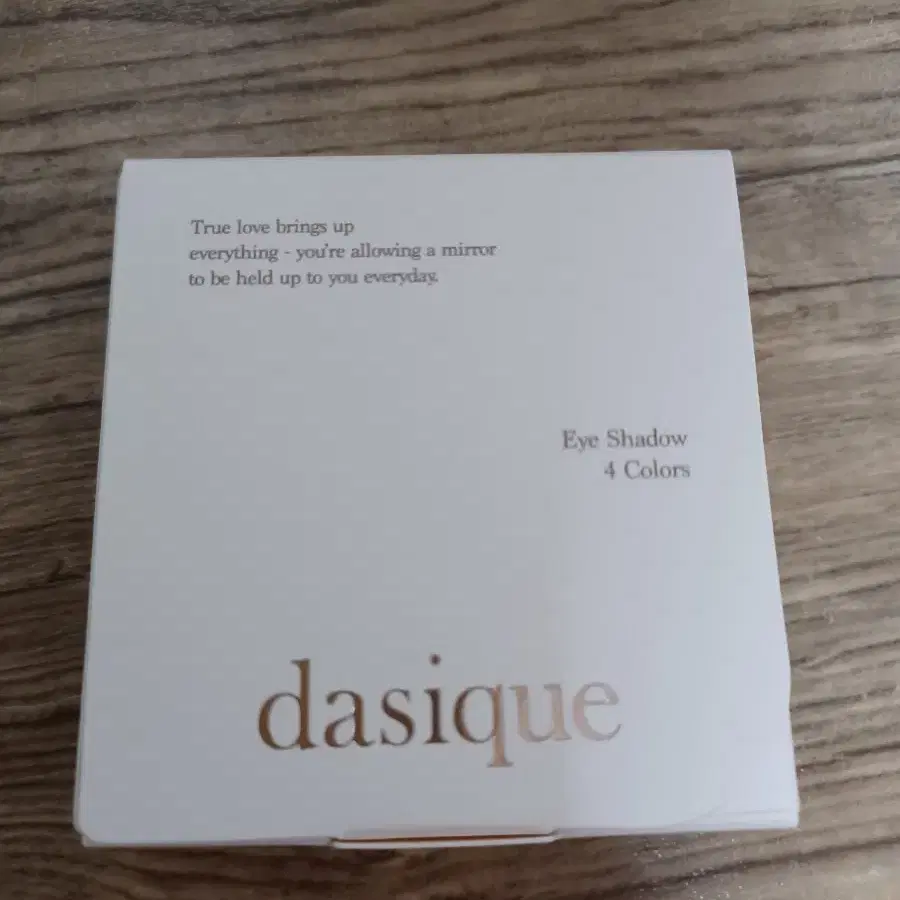 True love brings up
everything - you're allowing a mirror
to be held up to you everyday.
Eye Shadow
4 Colors
dasique